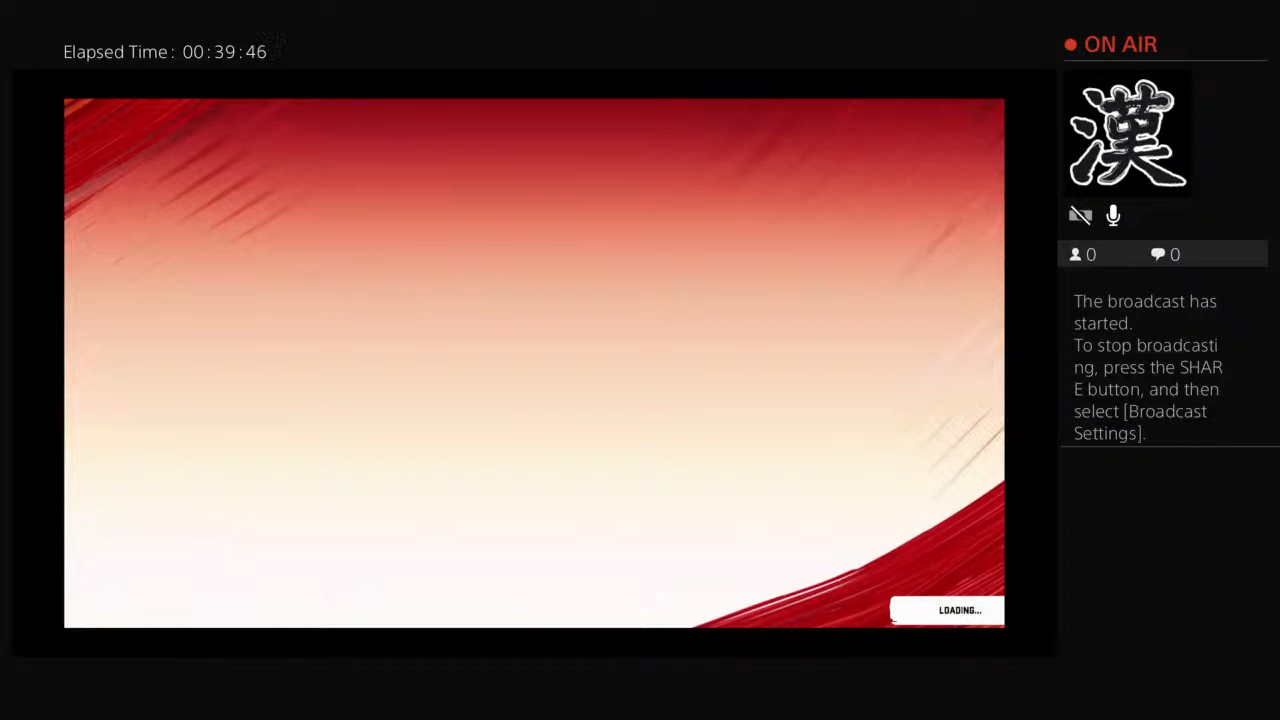 Elapsed Time: 00:39:46
ON AIR
漢
0 0
The broadcast has
started.
To stop broadcasti
ng, press the SHAR
E button, and then
select [Broadcast
Settings].
LOADING...